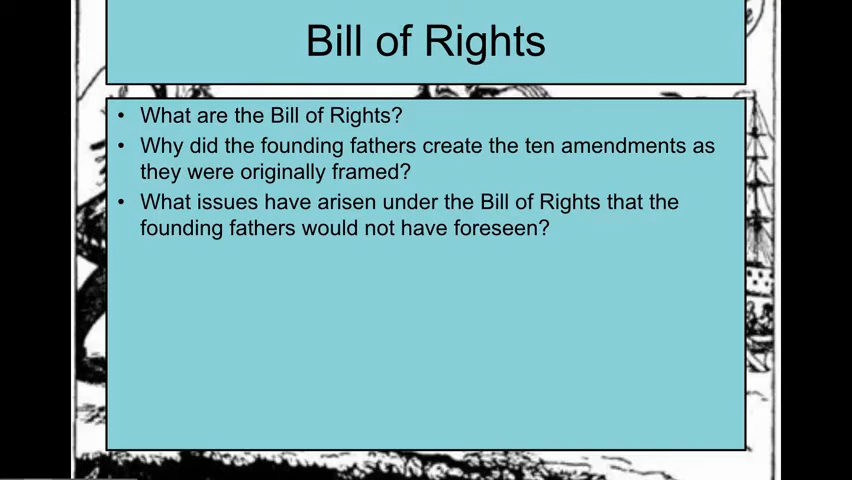 Bill of Rights
• What are the Bill of Rights?
• Why did the founding fathers create the ten amendments as
they were originally framed?
• What issues have arisen under the Bill of Rights that the
founding fathers would not have foreseen?